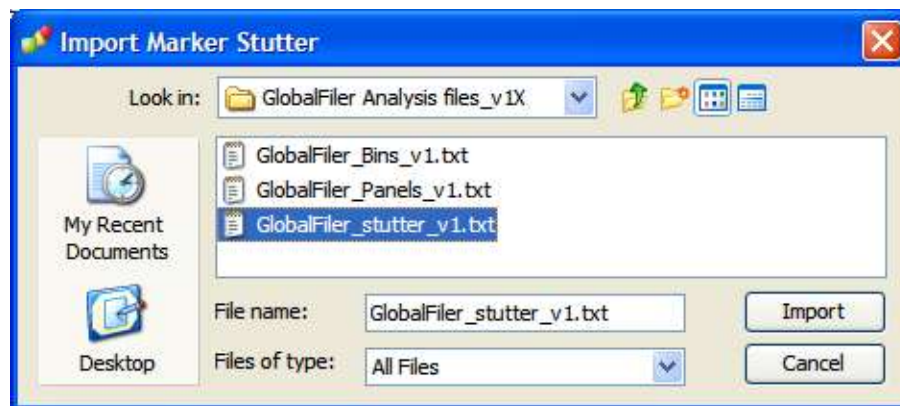 Import Marker Stutter
Look in: GlobalFiler Analysis files_v1X
GlobalFiler_Bins_v1.txt
GlobalFiler_Panels_v1.txt
GlobalFiler_stutter_v1.txt
My Recent
Documents
Desktop
File name: GlobalFiler_stutter_v1.txt Import
Files of type: All Files Cancel